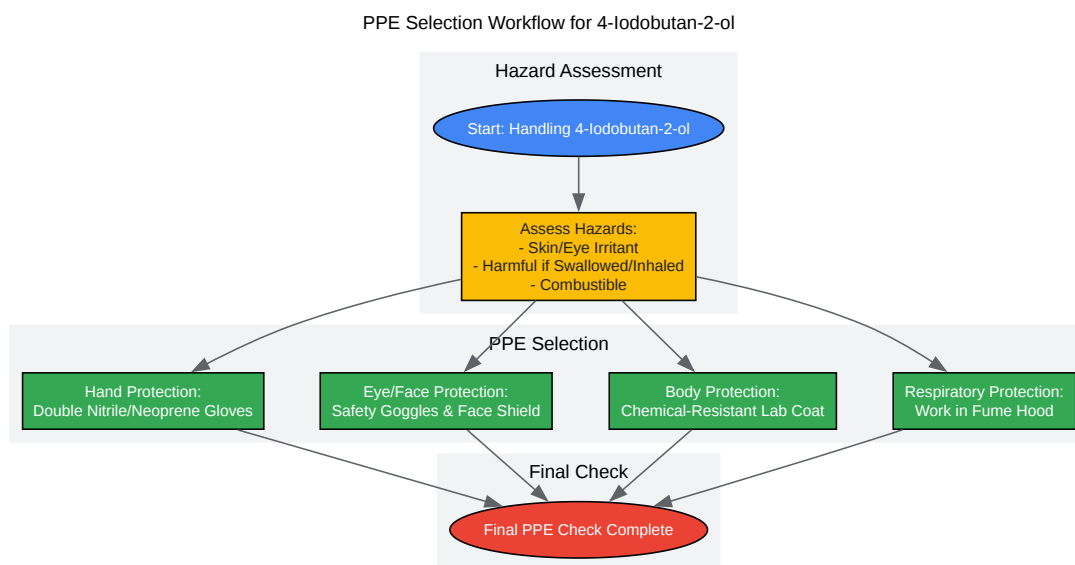 PPE Selection Workflow for 4-Iodobutan-2-ol
Hazard Assessment
Start: Handling 4-Iodobutan-2-ol
Assess Hazards:
- Skin/Eye Irritant
- Harmful if Swallowed/Inhaled
- Combustible
PPE Selection
Hand Protection:
Double Nitrile/Neoprene Gloves
Eye/Face Protection:
Safety Goggles & Face Shield
Body Protection:
Chemical-Resistant Lab Coat
Respiratory Protection:
Work in Fume Hood
Final Check
Final PPE Check Complete